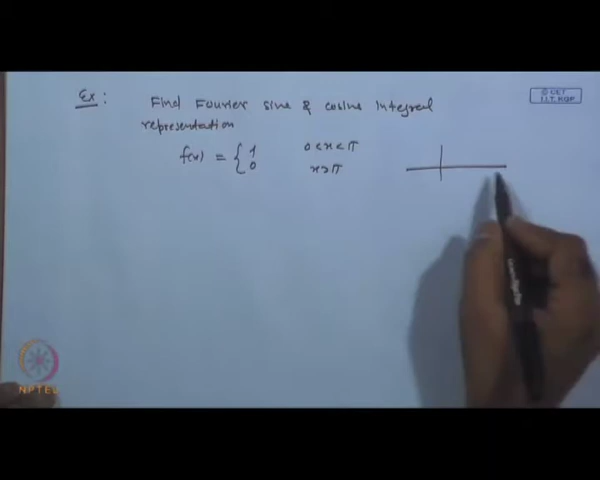 Ex: Find Fourier sine & cosine integral
representation
f(x) = { 1 0<x<π
0 x>π
© CET
I.I.T. KGP
NPTEL